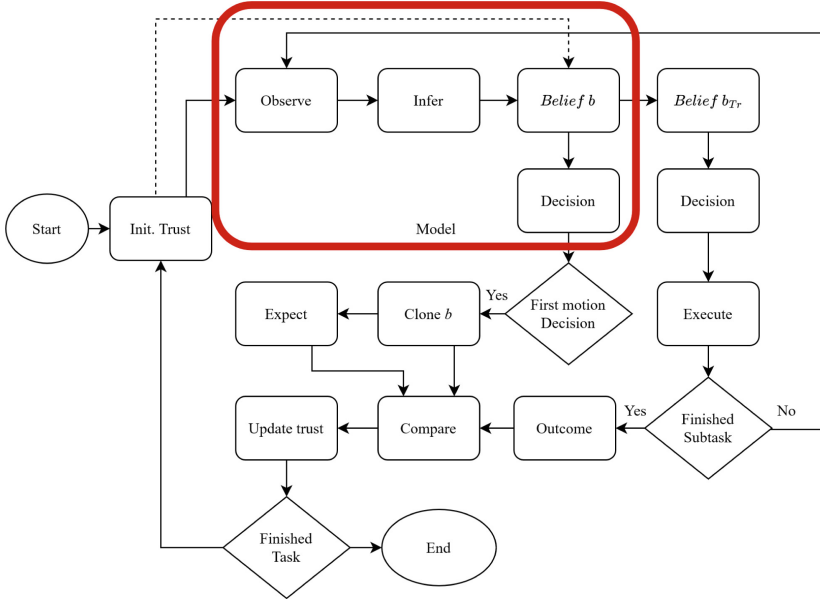 Observe
Infer
Belief b
Belief b_Tr
Start
Init. Trust
Decision
Decision
Model
Expect
Clone b
Yes
First motion
Decision
Execute
Update trust
Compare
Outcome
Yes
Finished
Subtask
No
Finished
Task
End